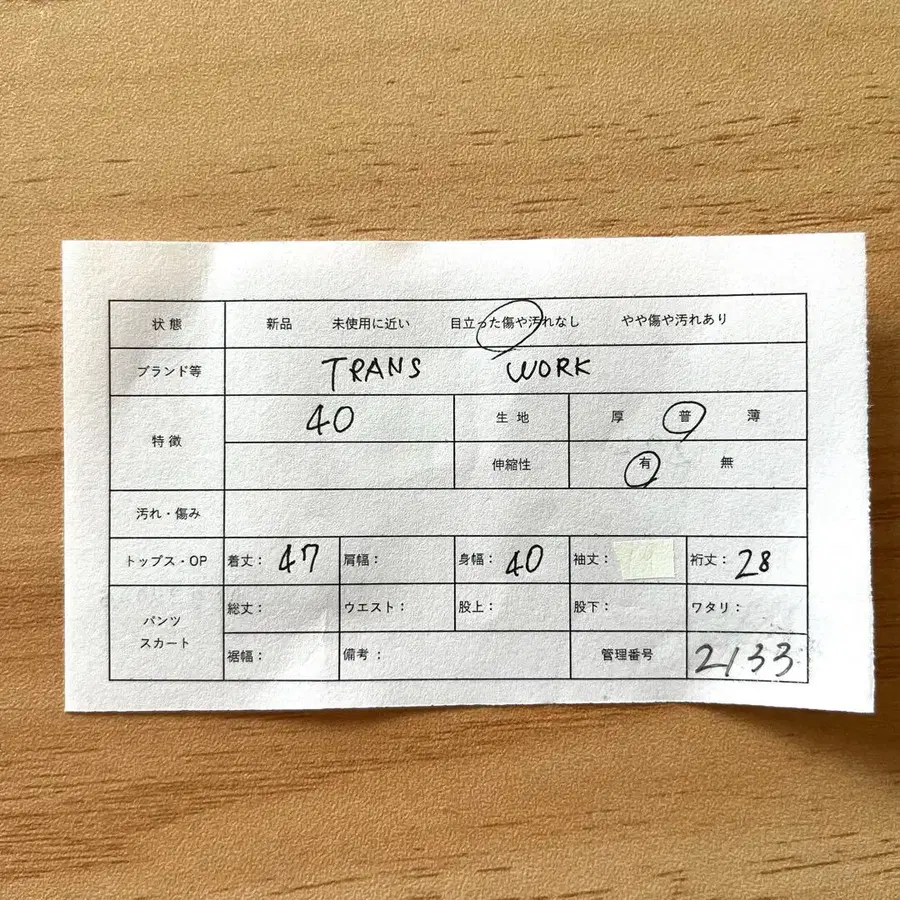 状態 新品 未使用に近い 目立った傷や汚れなし やや傷や汚れあり
ブランド等 TRANS WORK
特徴 40 生地 厚 普 薄
伸縮性 有 無
汚れ・傷み
トップス・OP 着丈: 47 肩幅: 身幅: 40 袖丈: 裄丈: 28
パンツ スカート 総丈: ウエスト: 股上: 股下: ワタリ:
裾幅: 備考: 管理番号 2133